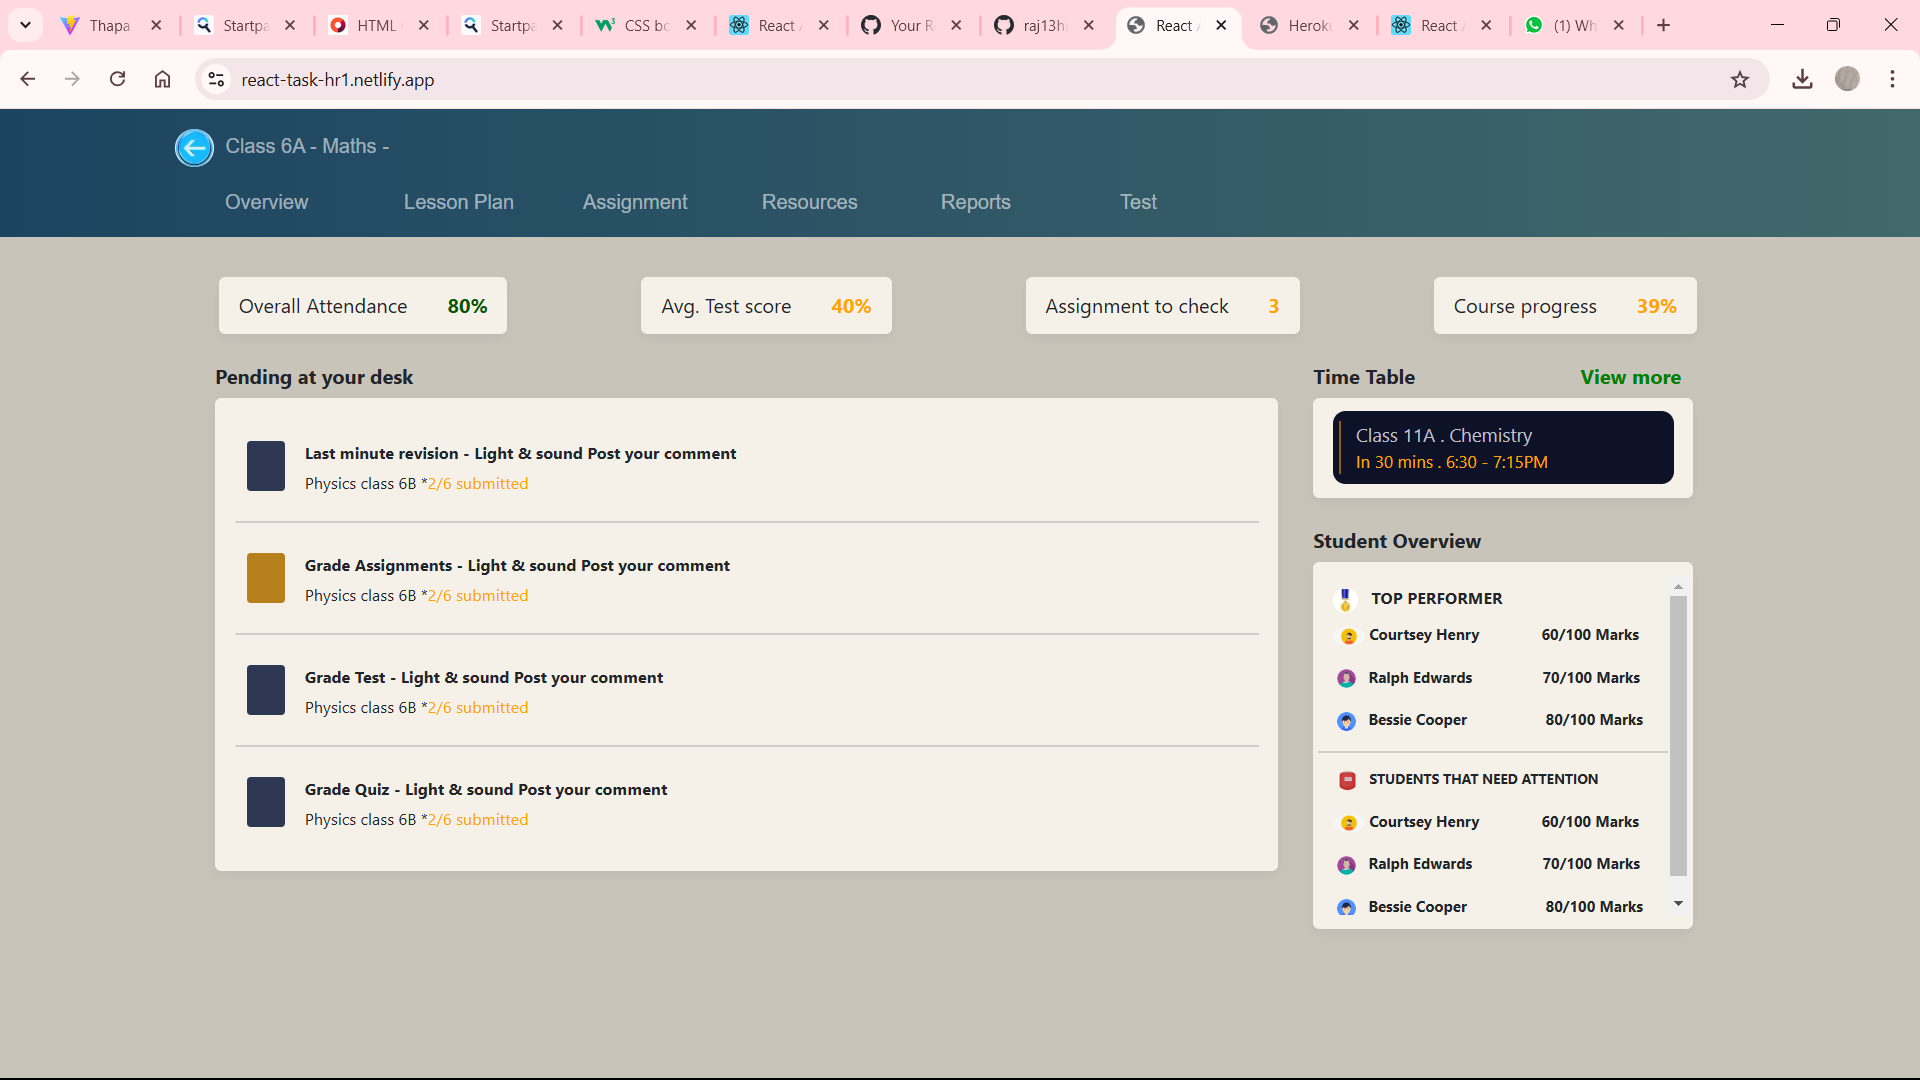 Thapa
Startpa
HTML
Startpa
CSS bo
React
Your R
raj13hi
React
Heroku
React
(1) Wh
react-task-hr1.netlify.app
Class 6A - Maths -
Overview Lesson Plan Assignment Resources Reports Test
Overall Attendance 80%
Avg. Test score 40%
Assignment to check 3
Course progress 39%
Pending at your desk
Last minute revision - Light & sound Post your comment
Physics class 6B *2/6 submitted
Grade Assignments - Light & sound Post your comment
Physics class 6B *2/6 submitted
Grade Test - Light & sound Post your comment
Physics class 6B *2/6 submitted
Grade Quiz - Light & sound Post your comment
Physics class 6B *2/6 submitted
Time Table View more
Class 11A . Chemistry
In 30 mins . 6:30 - 7:15PM
Student Overview
TOP PERFORMER
Courtsey Henry 60/100 Marks
Ralph Edwards 70/100 Marks
Bessie Cooper 80/100 Marks
STUDENTS THAT NEED ATTENTION
Courtsey Henry 60/100 Marks
Ralph Edwards 70/100 Marks
Bessie Cooper 80/100 Marks